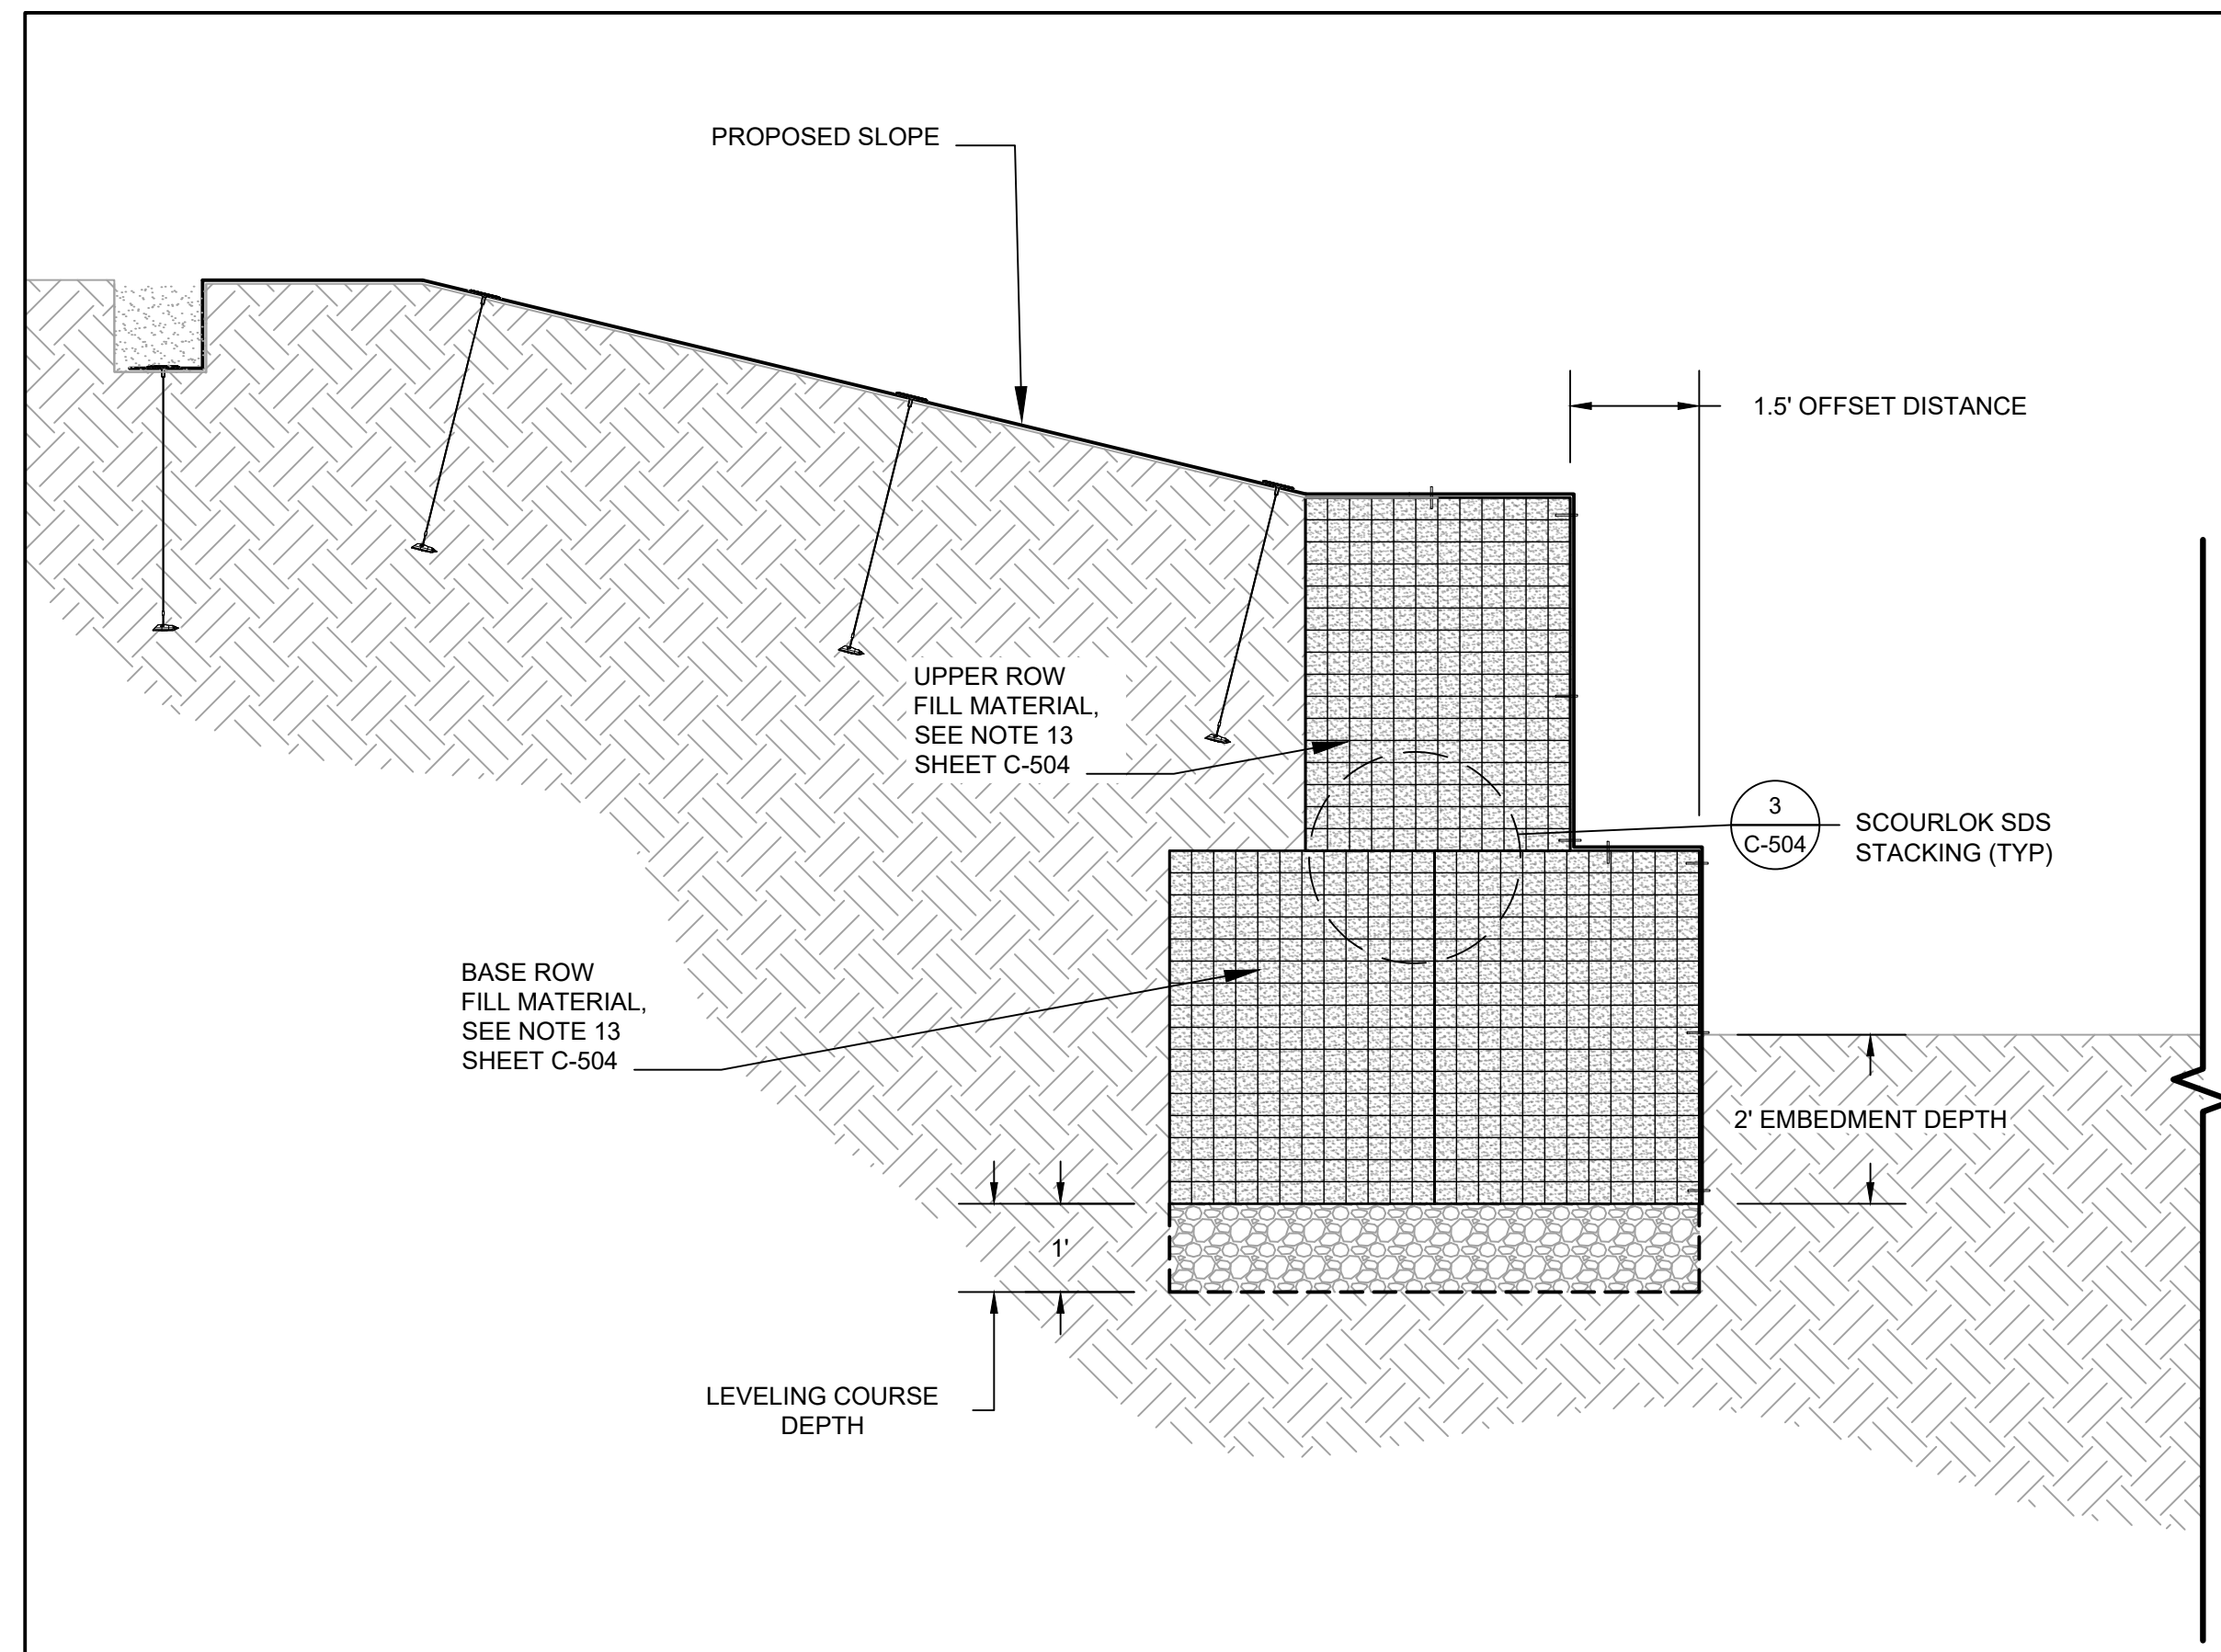 PROPOSED SLOPE
1.5' OFFSET DISTANCE
UPPER ROW
FILL MATERIAL,
SEE NOTE 13
SHEET C-504
3
C-504
SCOURLOK SDS
STACKING (TYP)
BASE ROW
FILL MATERIAL,
SEE NOTE 13
SHEET C-504
2' EMBEDMENT DEPTH
1'
LEVELING COURSE
DEPTH